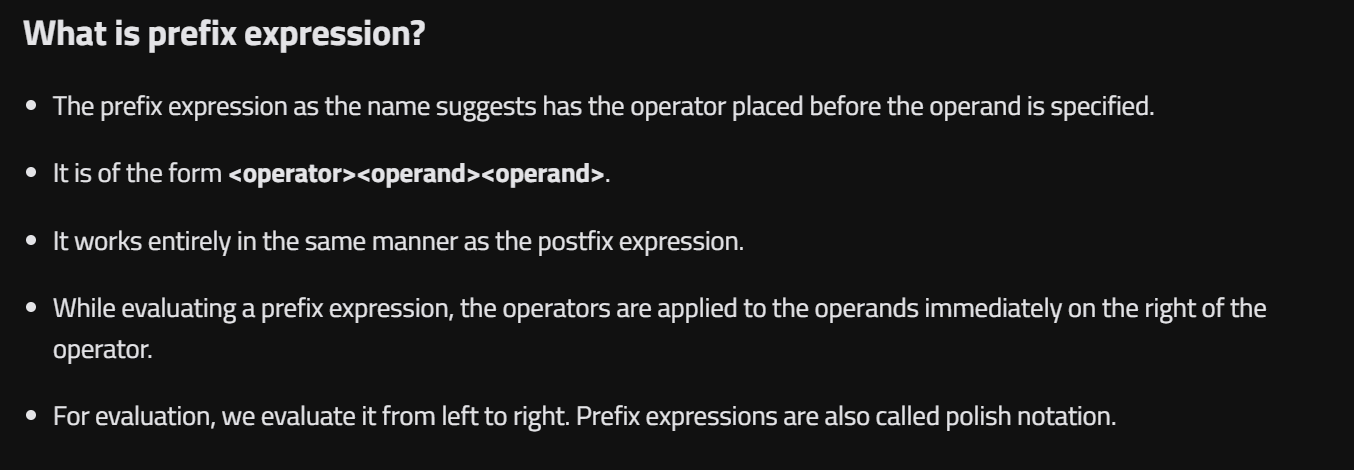 What is prefix expression?
• The prefix expression as the name suggests has the operator placed before the operand is specified.
• It is of the form <operator><operand><operand>.
• It works entirely in the same manner as the postfix expression.
• While evaluating a prefix expression, the operators are applied to the operands immediately on the right of the
operator.
• For evaluation, we evaluate it from left to right. Prefix expressions are also called polish notation.